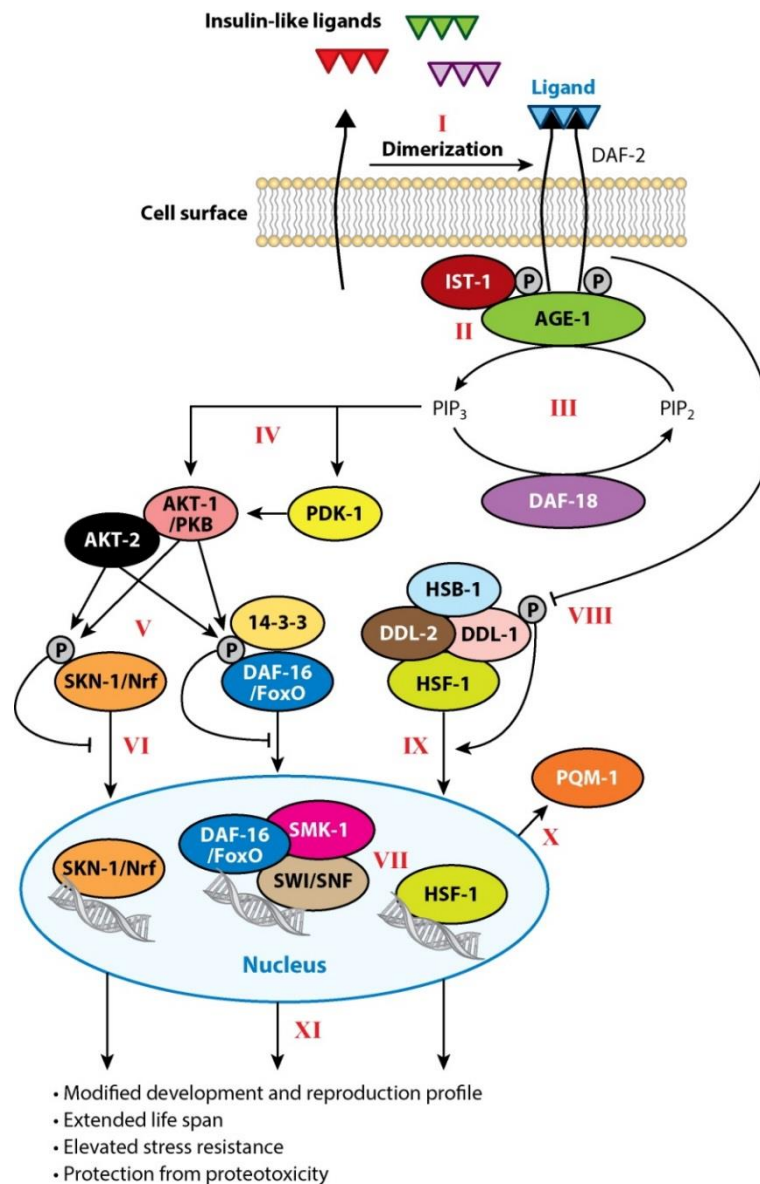 Insulin-like ligands
Ligand
I
Dimerization
DAF-2
Cell surface
IST-1
P
P
II
AGE-1
PIP3
III
PIP2
IV
DAF-18
AKT-1
/PKB
PDK-1
AKT-2
HSB-1
P
VIII
V
14-3-3
DDL-2
DDL-1
P
P
SKN-1/Nrf
DAF-16
/FoxO
HSF-1
VI
IX
PQM-1
X
DAF-16
/FoxO
SMK-1
VII
SKN-1/Nrf
SWI/SNF
HSF-1
Nucleus
XI
• Modified development and reproduction profile
• Extended life span
• Elevated stress resistance
• Protection from proteotoxicity